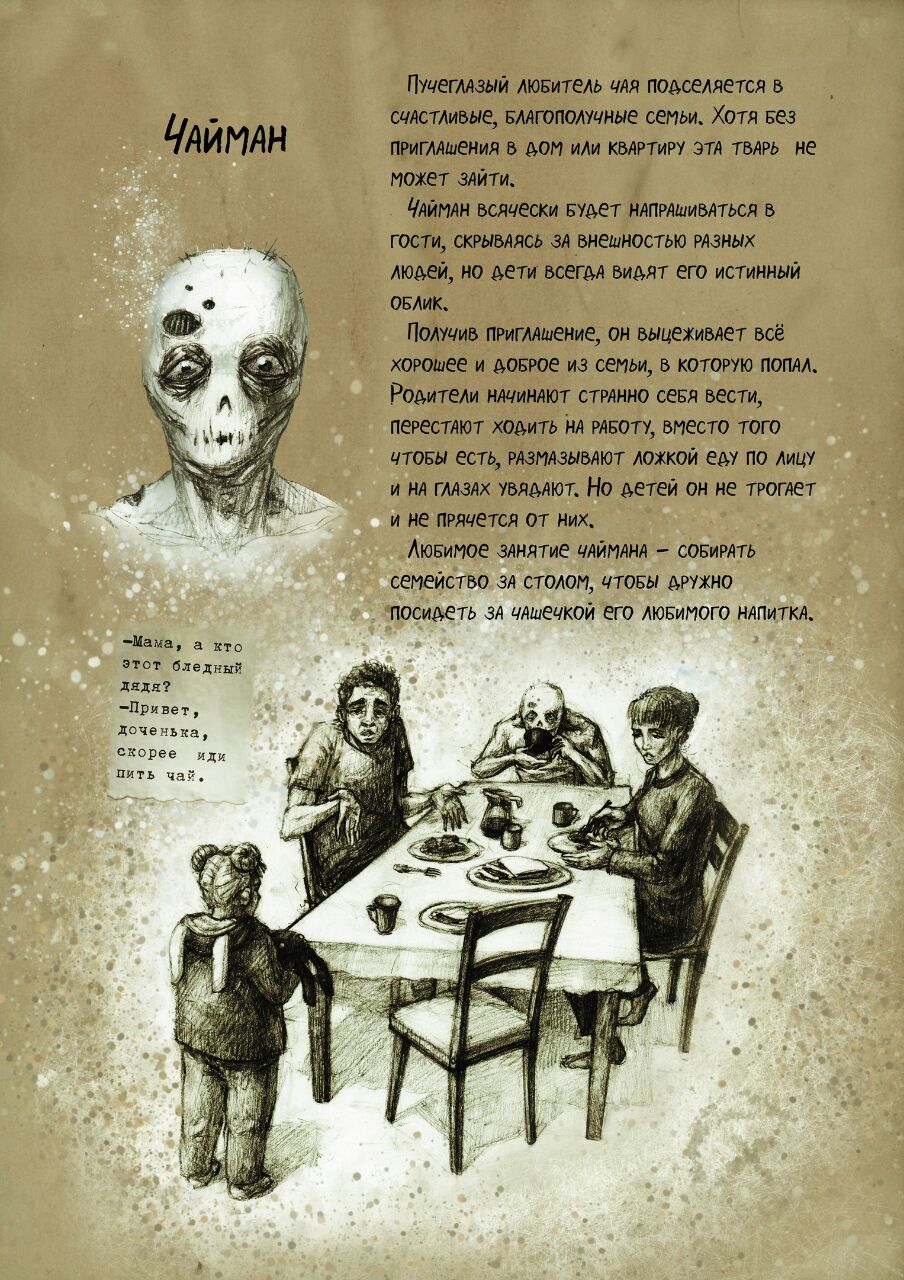 Чайман
Пучеглазый любитель чая подселяется в
счастливые, благополучные семьи. Хотя без
приглашения в дом или квартиру эта тварь не
может зайти.
Чайман всячески будет напрашиваться в
гости, скрываясь за внешностью разных
людей, но дети всегда видят его истинный
облик.
Получив приглашение, он выцеживает всё
хорошее и доброе из семьи, в которую попал.
Родители начинают странно себя вести,
перестают ходить на работу, вместо того
чтобы есть, размазывают ложкой еду по лицу
и на глазах увядают. Но детей он не трогает
и не прячется от них.
Любимое занятие чаймана – собирать
семейство за столом, чтобы дружно
посидеть за чашечкой его любимого напитка.
–Мама, а кто
этот бледный
дядя?
–Привет,
доченька,
скорее иди
пить чай.